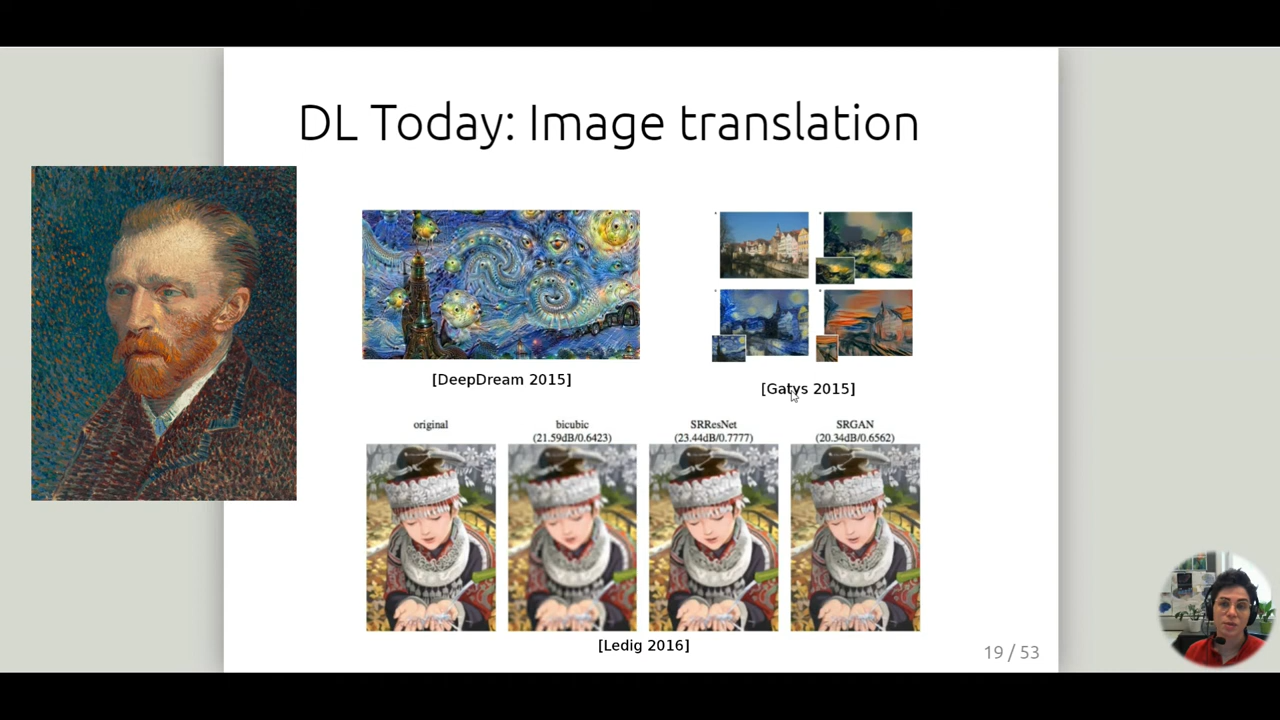 DL Today: Image translation
[DeepDream 2015]
[Gatys 2015]
original
bicubic
(21.59dB/0.6423)
SRResNet
(23.44dB/0.7777)
SRGAN
(20.34dB/0.6562)
[Ledig 2016]
19 / 53